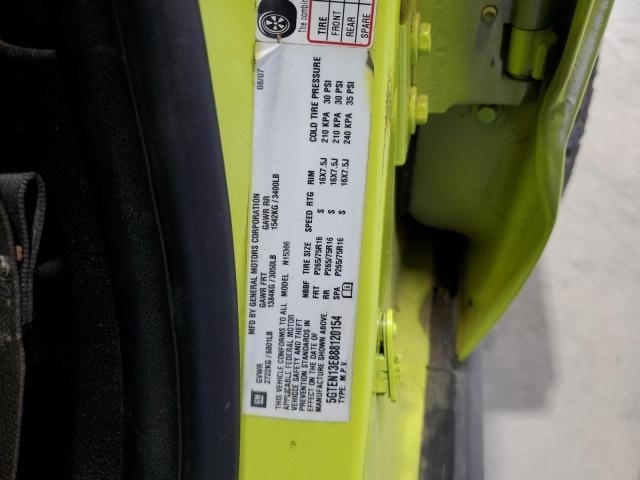 The combin
TIRE
FRONT
REAR
SPARE
MFD BY GENERAL MOTORS CORPORATION 08/07
GVWR GAWR FRT GAWR RR
2722KG / 6001LB 1384KG / 3050LB 1542KG / 3400LB
THIS VEHICLE CONFORMS TO ALL
APPLICABLE FEDERAL MOTOR
VEHICLE SAFETY AND THEFT
PREVENTION STANDARDS IN
EFFECT ON THE DATE OF
MANUFACTURE SHOWN ABOVE.
5GTEN13E888120154
TYPE: M.P.V.
MODEL N15306
NBBF TIRE SIZE SPEED RTG RIM COLD TIRE PRESSURE
FRT P265/75R16 S 16X7.5J 210 KPA 30 PSI
RR P265/75R16 S 16X7.5J 210 KPA 30 PSI
SPA P265/75R16 S 16X7.5J 240 KPA 35 PSI
GM